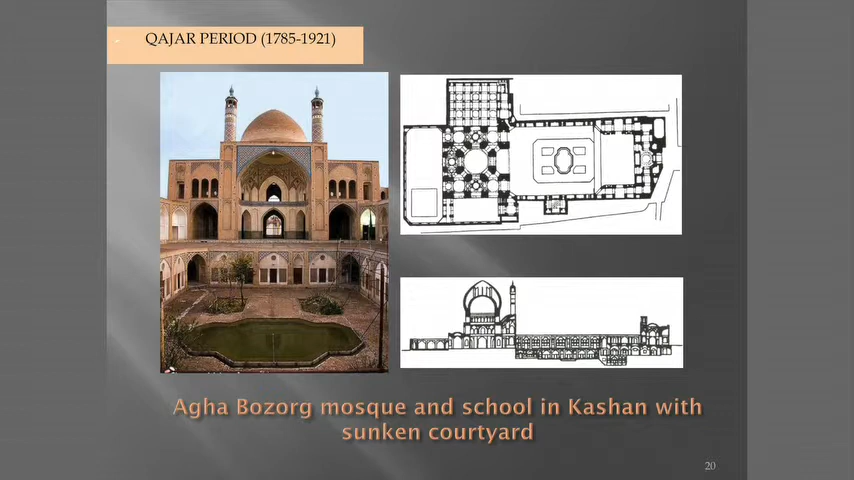 QAJAR PERIOD (1785-1921)
Agha Bozorg mosque and school in Kashan with
sunken courtyard
20